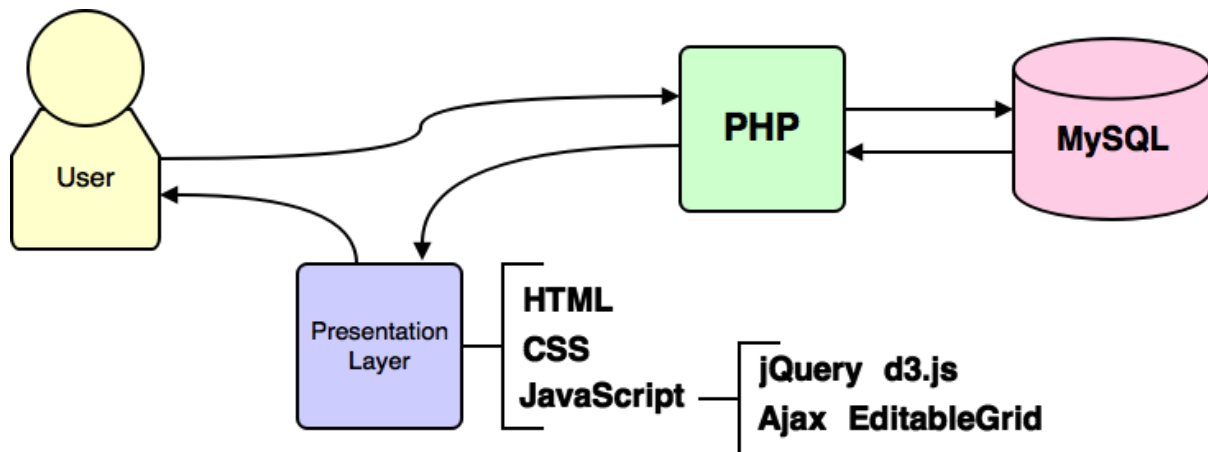 User
PHP
MySQL
Presentation
Layer
HTML
CSS
JavaScript
jQuery d3.js
Ajax EditableGrid